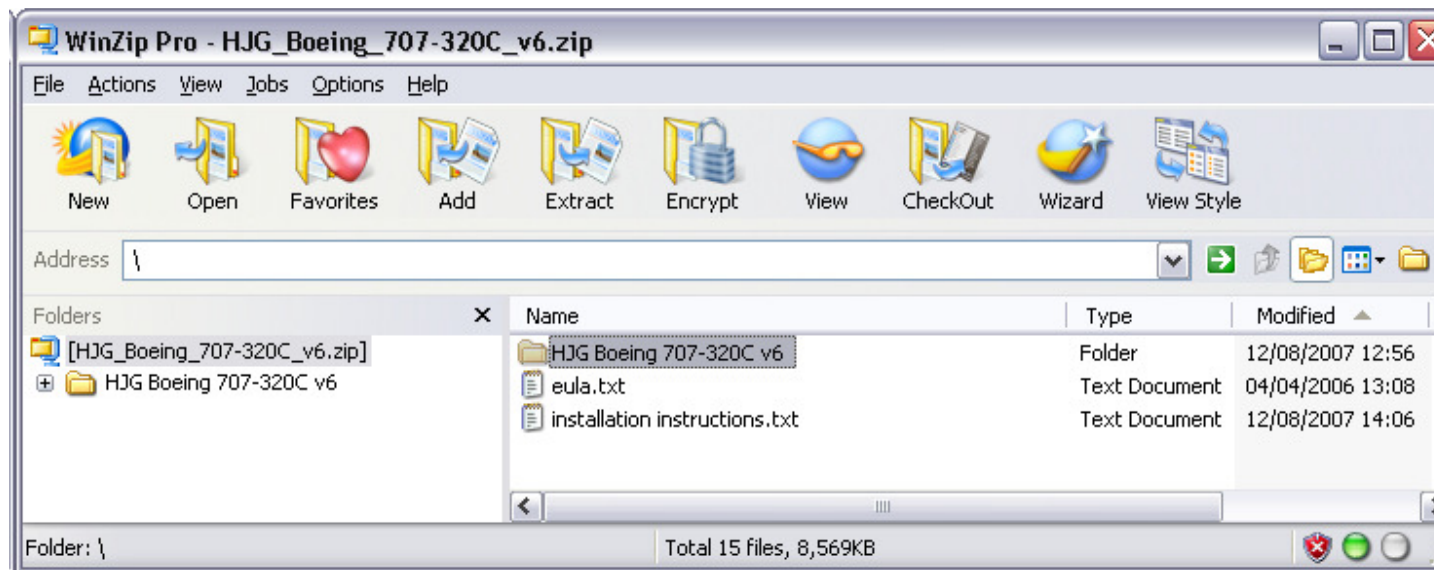 WinZip Pro - HJG_Boeing_707-320C_v6.zip
File Actions View Jobs Options Help
New Open Favorites Add Extract Encrypt View CheckOut Wizard View Style
Address \
Folders Name Type Modified
[HJG_Boeing_707-320C_v6.zip] HJG Boeing 707-320C v6 Folder 12/08/2007 12:56
HJG Boeing 707-320C v6 eula.txt Text Document 04/04/2006 13:08
installation instructions.txt Text Document 12/08/2007 14:06
Folder: \ Total 15 files, 8,569KB